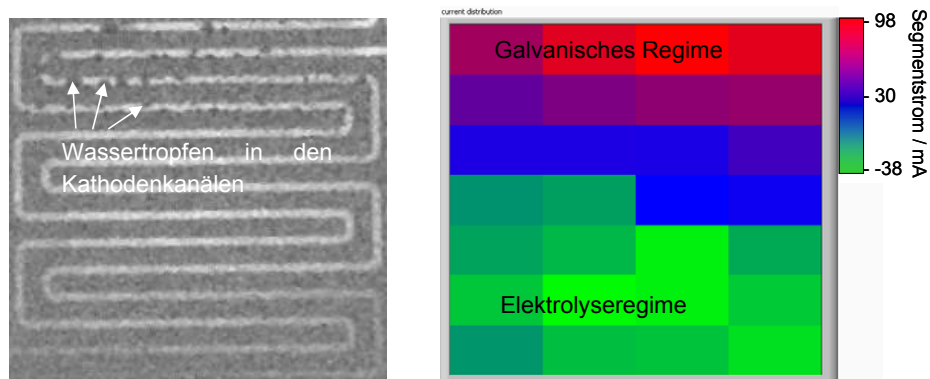 Wassertropfen in den
Kathodenkanälen
current distribution
Galvanisches Regime
Elektrolyseregime
98
30
-38
Segmentstrom / mA